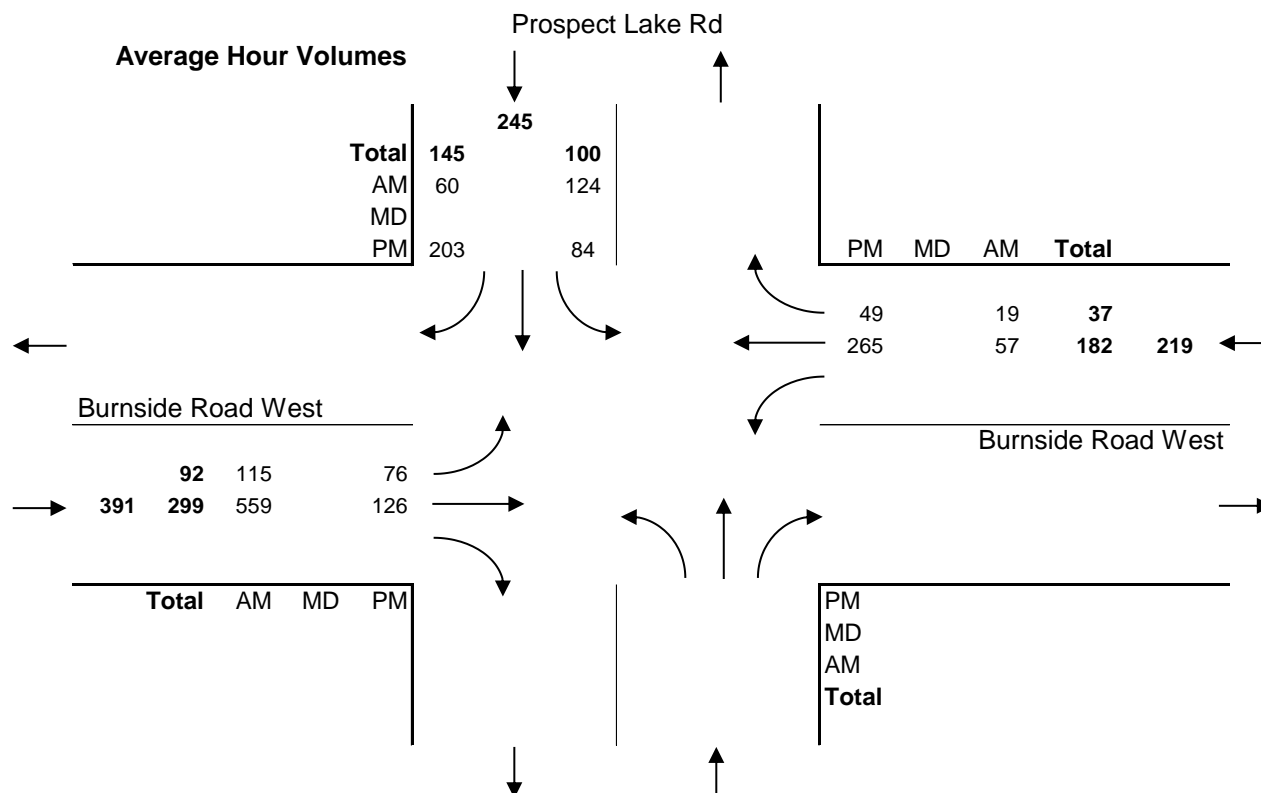 Prospect Lake Rd
Average Hour Volumes
245
Total 145 100
AM 60 124
MD
PM 203 84
PM MD AM Total
49 19 37
265 57 182 219
Burnside Road West
Burnside Road West
92 115 76
391 299 559 126
Total AM MD PM
PM
MD
AM
Total